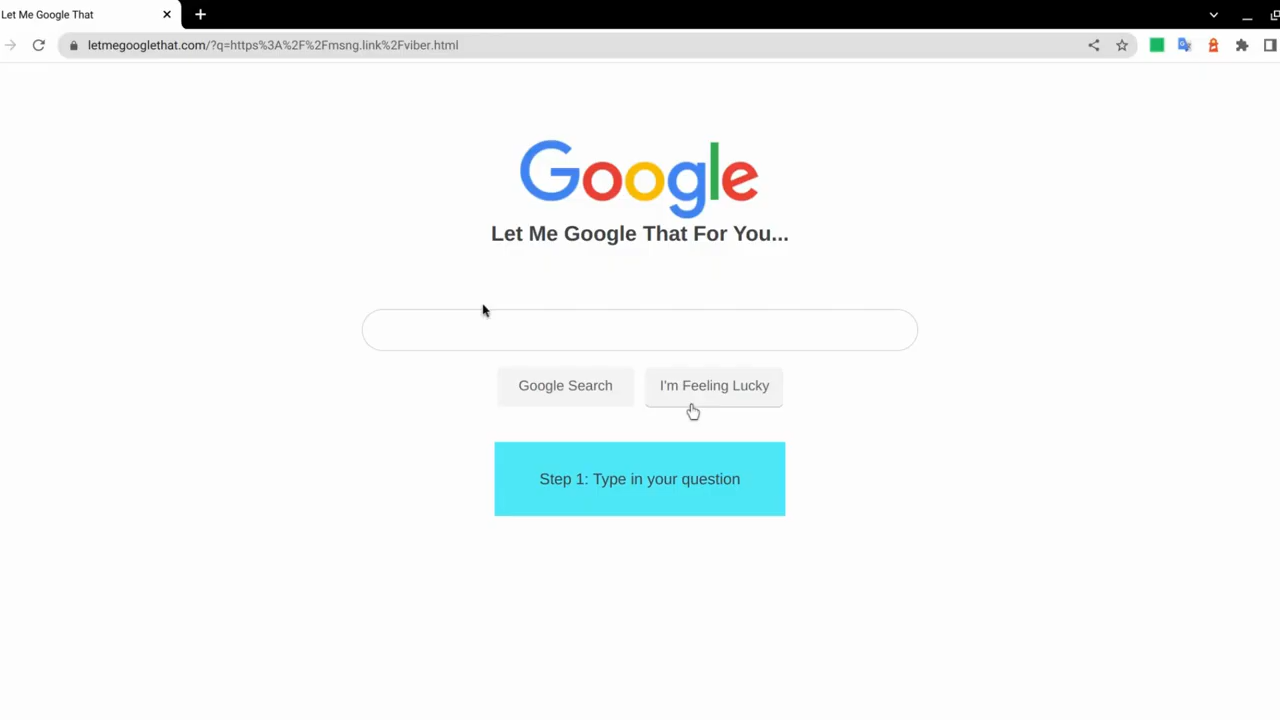 Let Me Google That
letmegooglethat.com/?q=https%3A%2F%2Fmsng.link%2Fviber.html
Google
Let Me Google That For You...
Google Search
I'm Feeling Lucky
Step 1: Type in your question